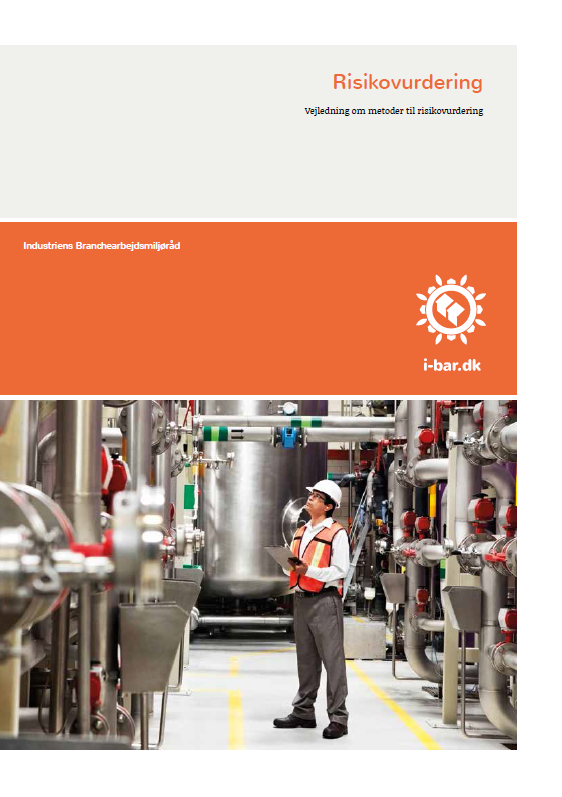 Risikovurdering
Vejledning om metoder til risikovurdering
Industriens Branchearbejdsmiljøråd
i-bar.dk